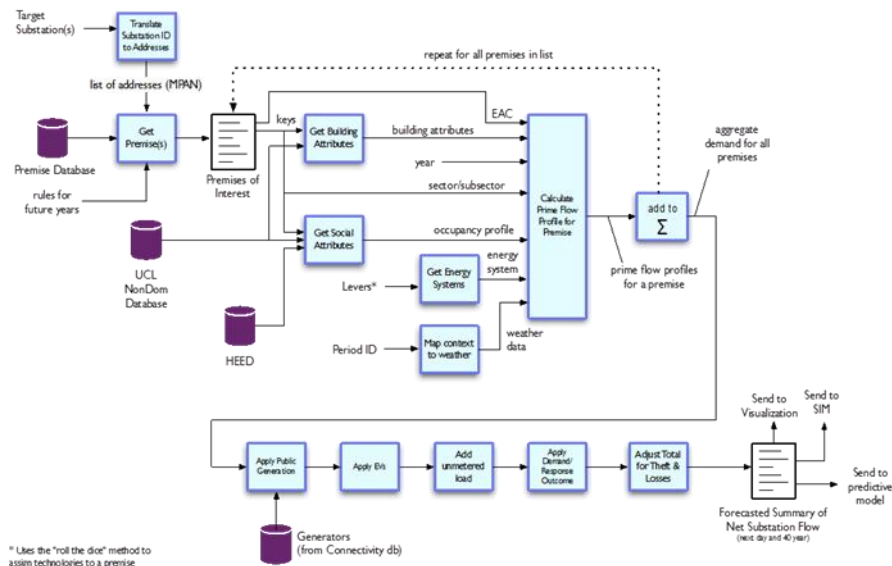 Target
Substation(s)
Translate
Substation ID
to Addresses
repeat for all premises in list
list of addresses (MPAN)
keys
EAC
Get
Premise(s)
Get Building
Attributes
building attributes
aggregate
demand for all
premises
Premise Database
Premises of
Interest
year
rules for
future years
sector/subsector
Calculate
Prime Flow
Profile for
Premise
add to
Σ
Get Social
Attributes
occupancy profile
UCL
NonDom
Database
energy
system
prime flow profiles
for a premise
Levers*
Get Energy
Systems
HEED
Period ID
Map context
to weather
weather
data
Send to
Visualization
Send to
SIM
Apply Public
Generation
Apply EVs
Add
unmetered
load
Apply
Demand/
Response
Outcome
Adjust Total
for Theft &
Losses
Send to
predictive
model
Forecasted Summary of
Net Substation Flow
(next day and 40 year)
Generators
(from Connectivity db)
* Uses the "roll the dice" method to
assign technologies to a premise